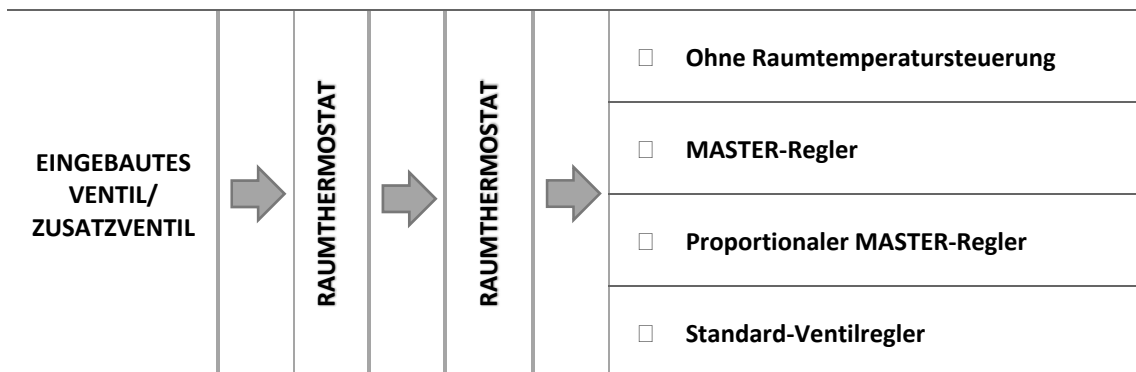 EINGEBAUTES
VENTIL/
ZUSATZVENTIL
RAUMTHERMOSTAT
RAUMTHERMOSTAT
Ohne Raumtemperatursteuerung
MASTER-Regler
Proportionaler MASTER-Regler
Standard-Ventilregler